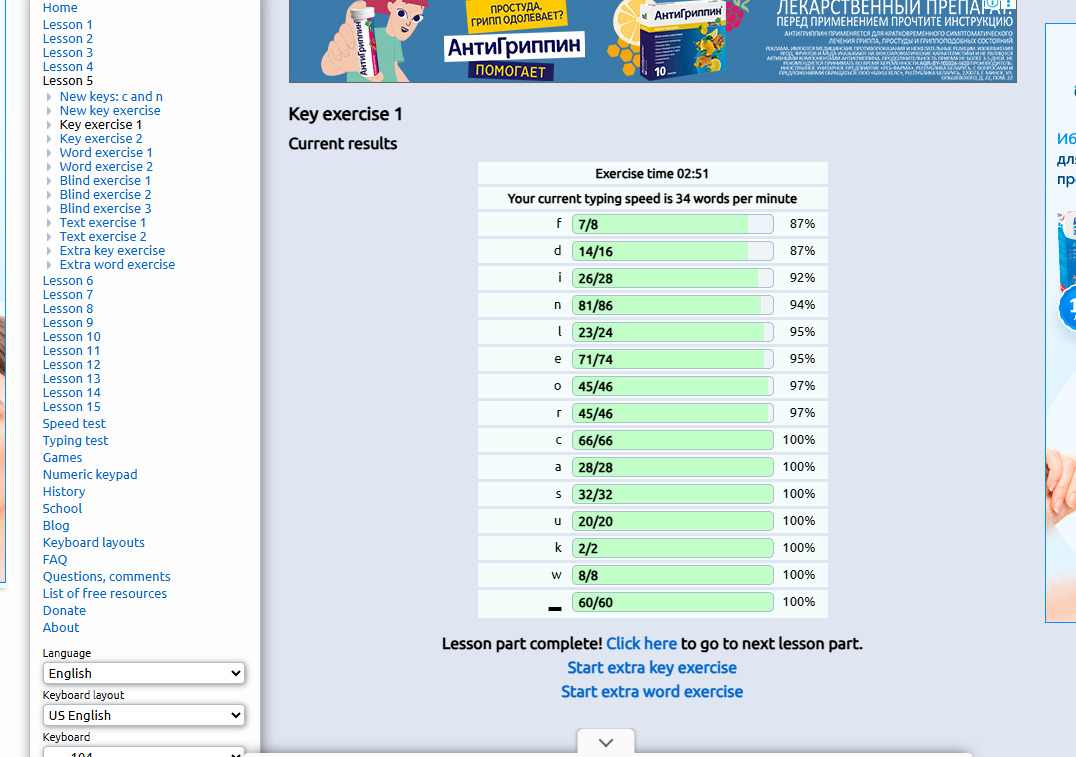 Home
Lesson 1
Lesson 2
Lesson 3
Lesson 4
Lesson 5
New keys: c and n
New key exercise
Key exercise 1
Key exercise 2
Word exercise 1
Word exercise 2
Blind exercise 1
Blind exercise 2
Blind exercise 3
Text exercise 1
Text exercise 2
Extra key exercise
Extra word exercise
Lesson 6
Lesson 7
Lesson 8
Lesson 9
Lesson 10
Lesson 11
Lesson 12
Lesson 13
Lesson 14
Lesson 15
Speed test
Typing test
Games
Numeric keypad
History
School
Blog
Keyboard layouts
FAQ
Questions, comments
List of free resources
Donate
About
Language
English
Keyboard layout
US English
Keyboard
104
АнтиГриппин
ПРОСТУДА,
ГРИПП ОДОЛЕВАЕТ?
АнтиГриппин
ПОМОГАЕТ
АнтиГриппин
10
ЛЕКАРСТВЕННЫЙ ПРЕПАРАТ.
ПЕРЕД ПРИМЕНЕНИЕМ ПРОЧТИТЕ ИНСТРУКЦИЮ
АНТИГРИППИН ПРИМЕНЯЕТСЯ ДЛЯ КРАТКОВРЕМЕННОГО СИМПТОМАТИЧЕСКОГО
ЛЕЧЕНИЯ ГРИППА, ПРОСТУДЫ И ГРИППОПОДОБНЫХ СОСТОЯНИЙ
Key exercise 1
Current results
Exercise time 02:51
Your current typing speed is 34 words per minute
f 7/8 87%
d 14/16 87%
i 26/28 92%
n 81/86 94%
l 23/24 95%
e 71/74 95%
o 45/46 97%
r 45/46 97%
c 66/66 100%
a 28/28 100%
s 32/32 100%
u 20/20 100%
k 2/2 100%
w 8/8 100%
_ 60/60 100%
Lesson part complete! Click here to go to next lesson part.
Start extra key exercise
Start extra word exercise